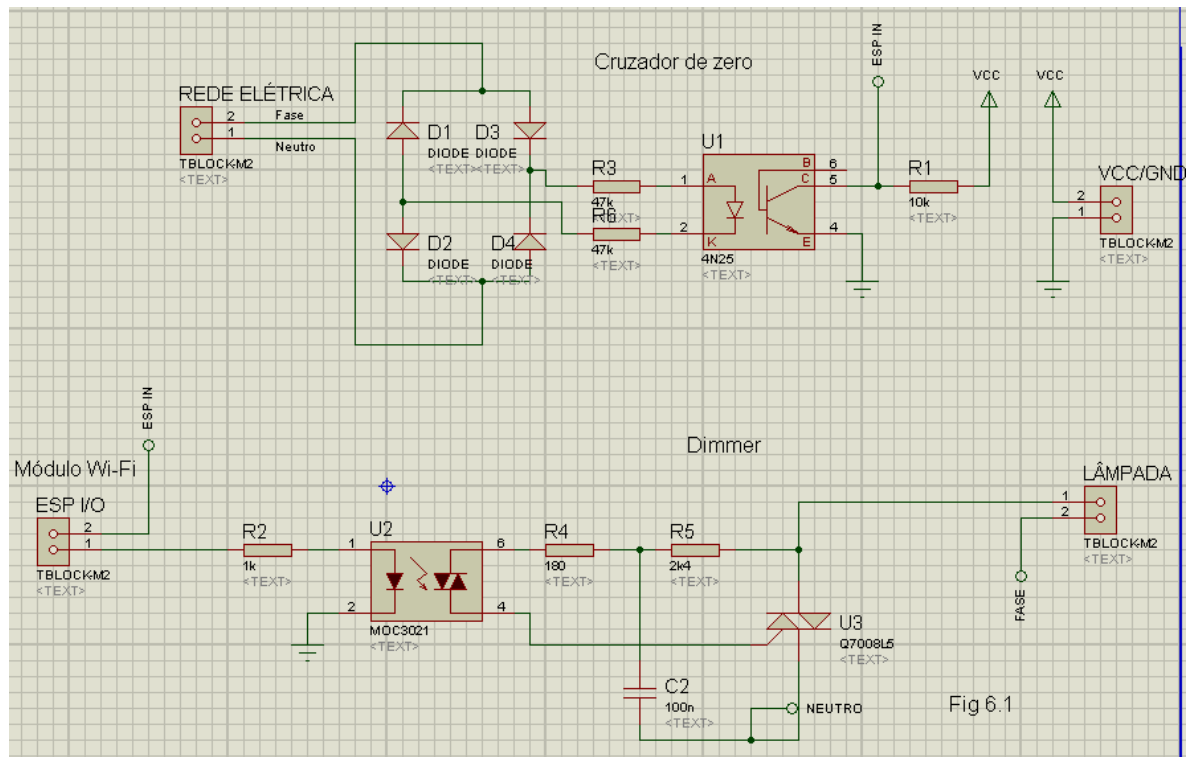 Cruzador de zero
ESP IN
VCC
VCC
REDE ELÉTRICA
2
Fase
1
Neutro
TBLOCK-M2
<TEXT>
D1
DIODE
<TEXT>
D3
DIODE
<TEXT>
D2
DIODE
<TEXT>
D4
DIODE
<TEXT>
R3
47k
<TEXT>
R6
47k
<TEXT>
U1
1
A
2
K
B
6
C
5
E
4
4N25
<TEXT>
R1
10k
<TEXT>
VCC/GND
2
1
TBLOCK-M2
<TEXT>
ESP IN
Módulo Wi-Fi
ESP I/O
2
1
TBLOCK-M2
<TEXT>
Dimmer
R2
1k
<TEXT>
U2
1
2
6
4
MOC3021
<TEXT>
R4
180
<TEXT>
R5
2k4
<TEXT>
LÂMPADA
1
2
TBLOCK-M2
<TEXT>
FASE
U3
Q7008L5
<TEXT>
C2
100n
<TEXT>
NEUTRO
Fig 6.1